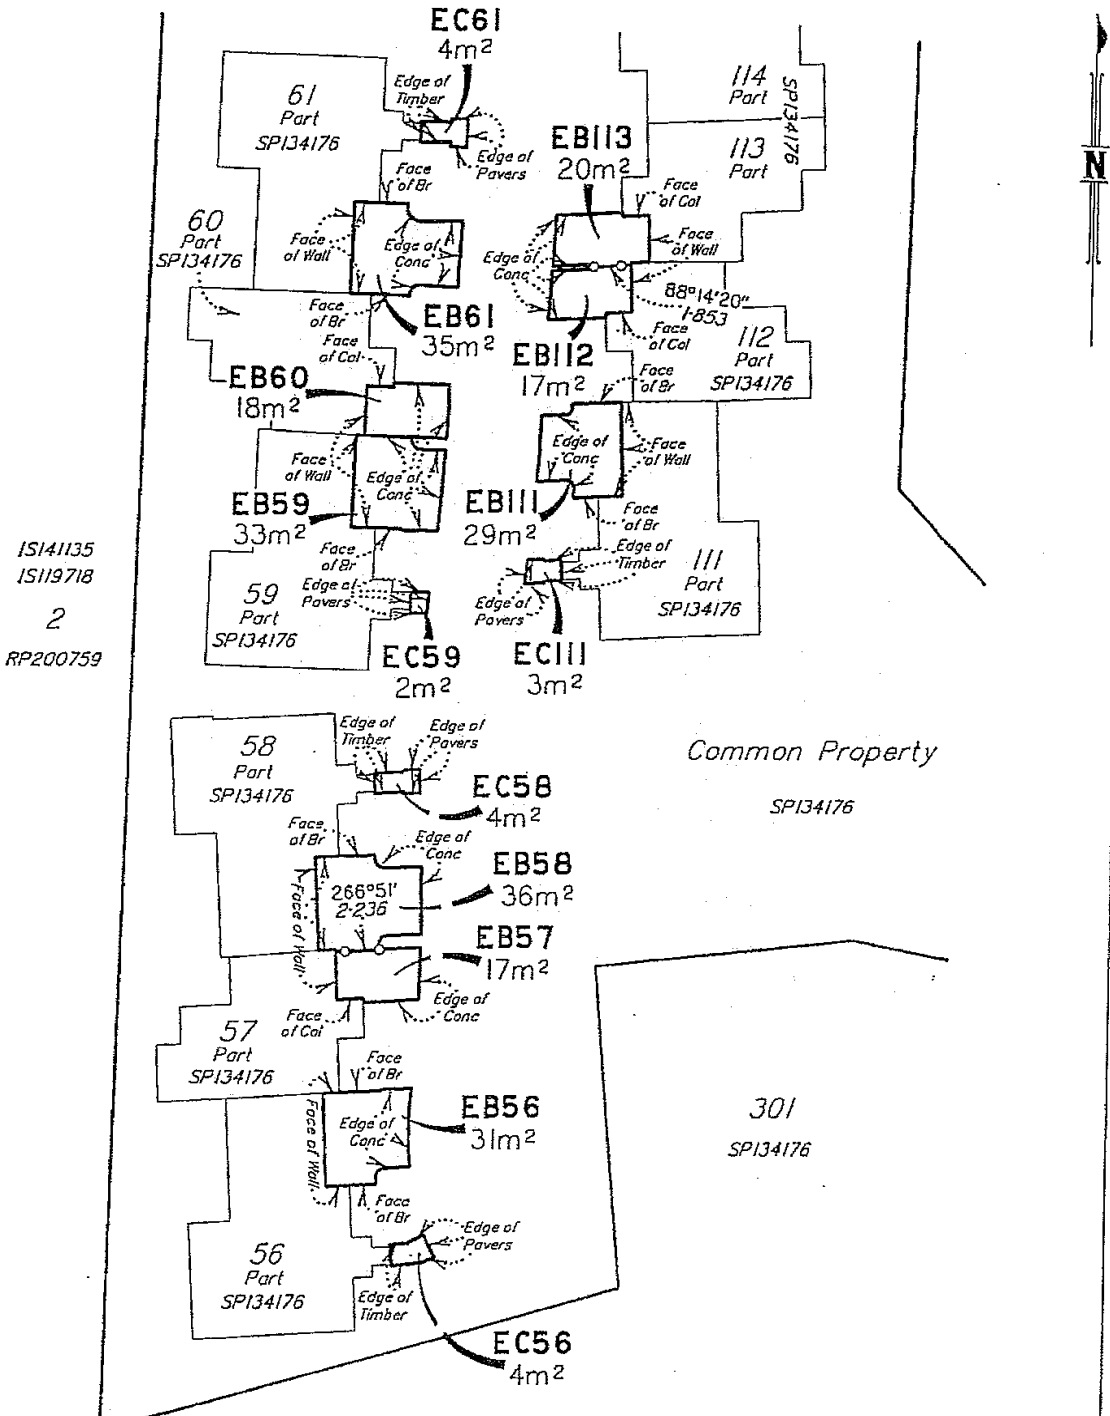 EC61
4m²
Edge of
Timber
61
Part
SP134176
Edge of
Pavers
Face
of Br
114
Part
SP134176
113
Part
EB113
20m²
Face
of Col
Face
of Wall
60
Part
SP134176
Face
of Wall
Edge of
Conc
Edge of
Conc
88°14'20"
1·853
Face
of Br
EB61
35m²
Face
of Col
EB112
17m²
Face
of Col
112
Part
SP134176
Face
of Br
EB60
18m²
Face
of Wall
Edge of
Conc
Edge of
Conc
Face
of Wall
EB59
33m²
EB111
29m²
Face
of Br
Face
of Br
Edge of
Timber
111
Part
SP134176
IS141135
IS119718
2
RP200759
59
Part
SP134176
Edge of
Pavers
Edge of
Pavers
EC59
2m²
EC111
3m²
N
58
Part
SP134176
Edge of
Timber
Edge of
Pavers
EC58
4m²
Common Property
SP134176
Face
of Br
Edge of
Conc
266°51'
2·236
EB58
36m²
Face of Wall
EB57
17m²
Edge of
Conc
Face
of Col
57
Part
SP134176
Face
of Br
EB56
31m²
Edge of
Conc
Face of Wall
Face
of Br
301
SP134176
56
Part
SP134176
Edge of
Pavers
Edge of
Timber
EC56
4m²